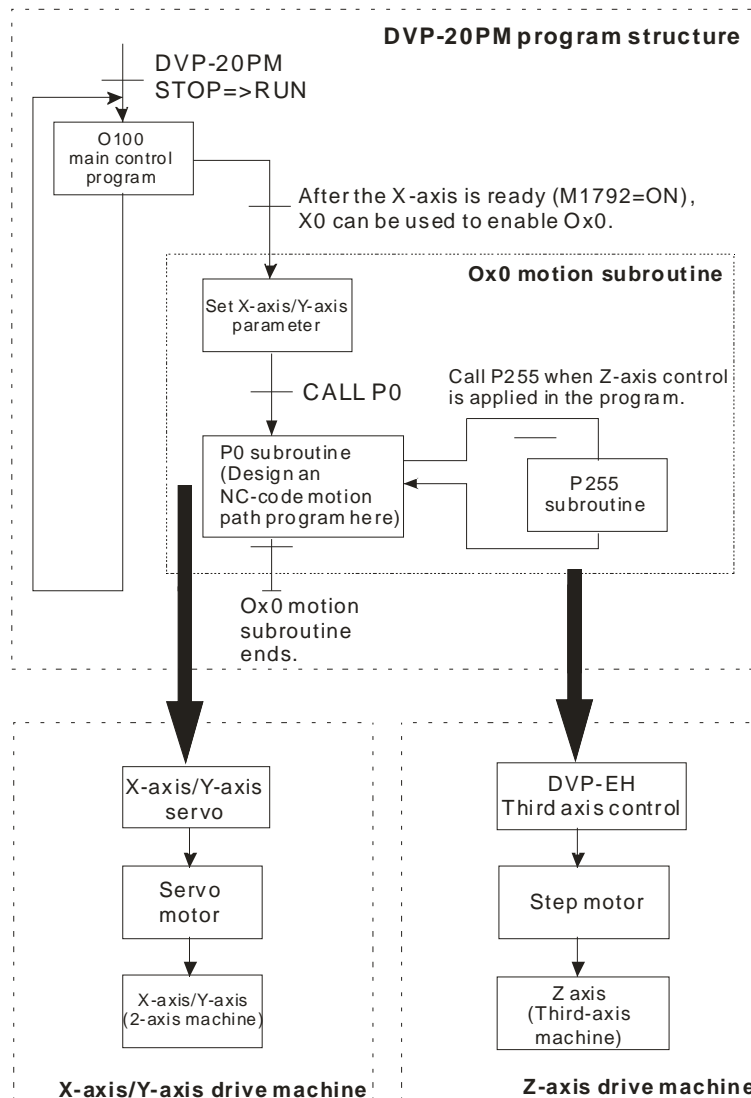 DVP-20PM program structure
DVP-20PM
STOP=>RUN
O100
main control
program
After the X-axis is ready (M1792=ON),
X0 can be used to enable Ox0.
Ox0 motion subroutine
Set X-axis/Y-axis
parameter
CALL P0
Call P255 when Z-axis control
is applied in the program.
P0 subroutine
(Design an
NC-code motion
path program here)
P255
subroutine
Ox0 motion
subroutine
ends.
X-axis/Y-axis
servo
Servo
motor
X-axis/Y-axis
(2-axis machine)
X-axis/Y-axis drive machine
DVP-EH
Third axis control
Step motor
Z axis
(Third-axis
machine)
Z-axis drive machine